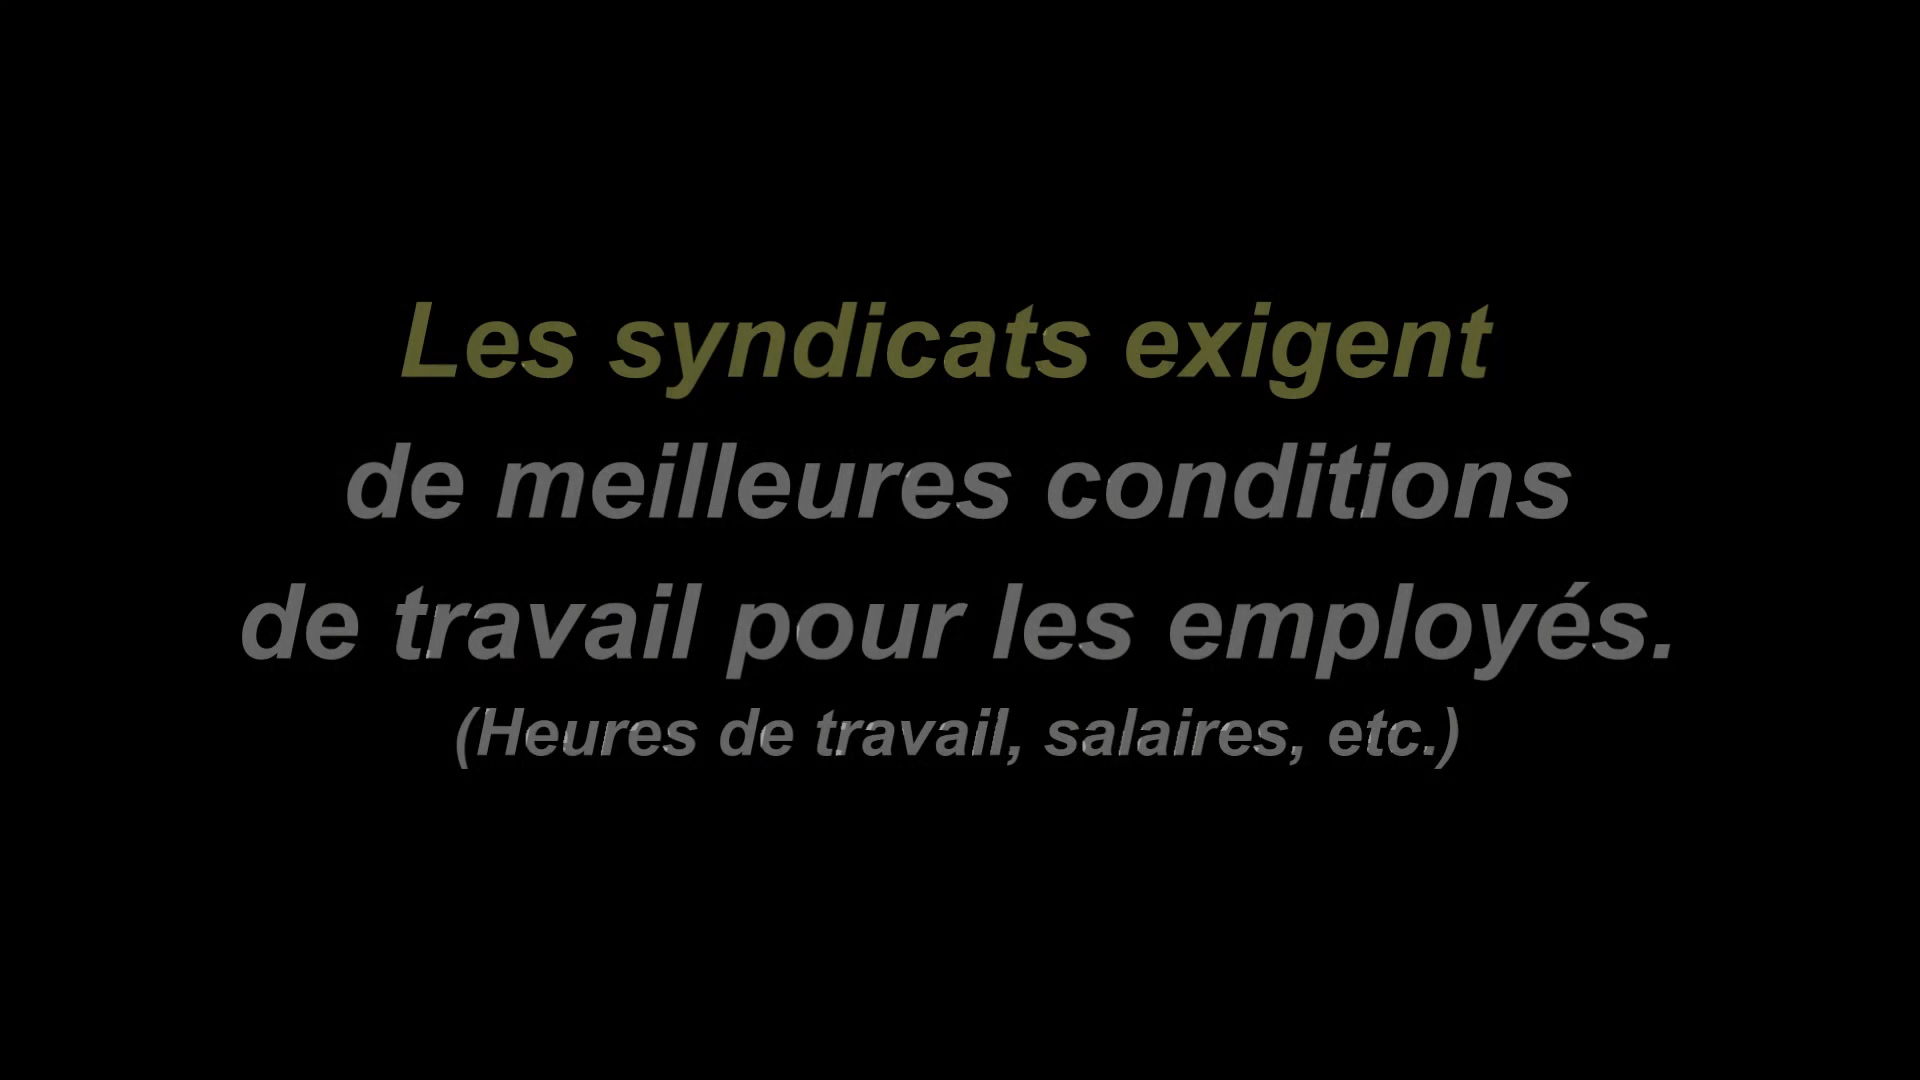 Les syndicats exigent
de meilleures conditions
de travail pour les employés.
(Heures de travail, salaires, etc.)